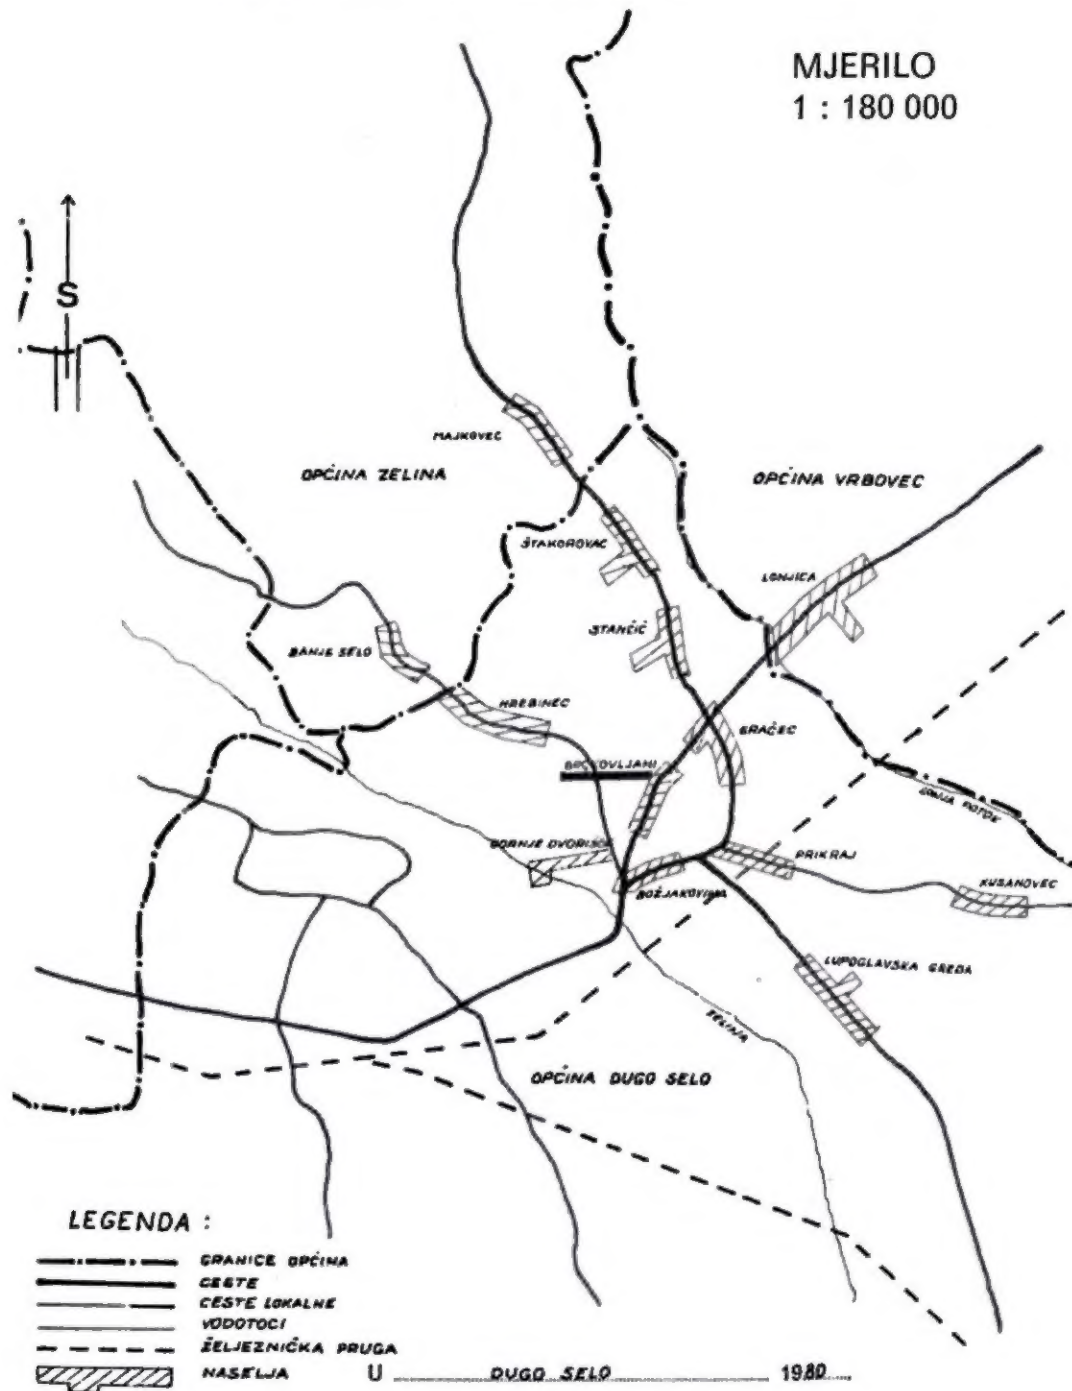 MJERILO
1 : 180 000
S
MAJKOVEC
OPĆINA ZELINA
OPĆINA VRBOVEC
ŠTAKOROVAC
LONJICA
STANČIĆ
BANJE SELO
HREBINEC
GRAČEC
BRCKOVLJANI
LONJA POTOK
GORNJE DVORIŠĆE
PRIKRAJ
BOŽJAKOVINA
KUSANOVEC
LUPOGLAVSKA GREDA
ZELINA
OPĆINA DUGO SELO
LEGENDA :
GRANICE OPĆINA
CESTE
CESTE LOKALNE
VODOTOCI
ŽELJEZNIČKA PRUGA
NASELJA
U DUGO SELO 1980